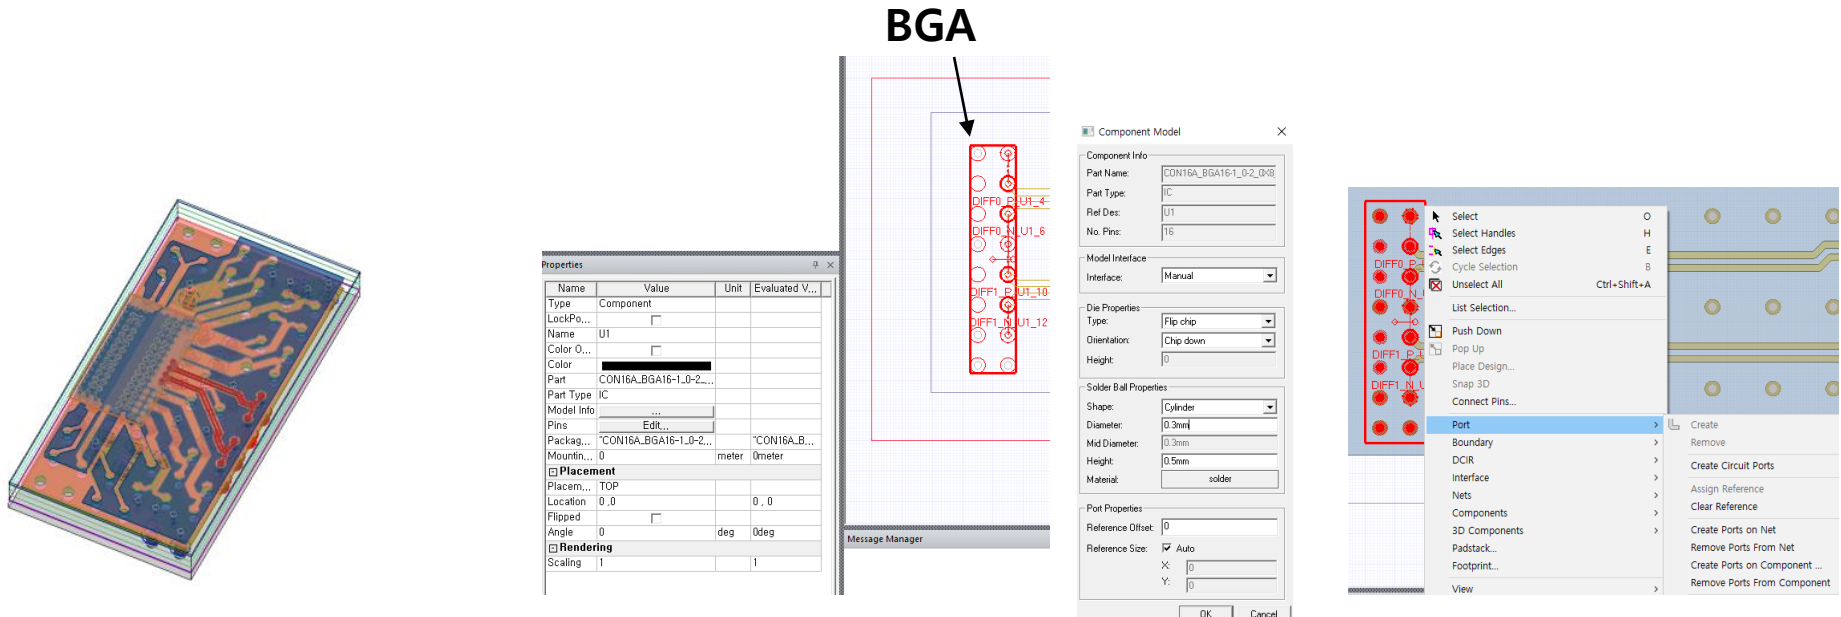 BGA
Properties
Name Value Unit Evaluated V...
Type Component
LockPo...
Name U1
Color O...
Color
Part CON16A_BGA16-1_0-2_...
Part Type IC
Model Info ...
Pins Edit...
Packag... "CON16A_BGA16-1_0-2... "CON16A_B...
Mountin... 0 meter 0meter
Placement
Placem... TOP
Location 0 ,0 0 , 0
Flipped
Angle 0 deg 0deg
Rendering
Scaling 1 1
DIFF0_P_U1_4
DIFF0_N_U1_6
DIFF1_P_U1_10
DIFF1_N_U1_12
Message Manager
Component Model
Component Info
Part Name: CON16A_BGA16-1_0-2_0X8
Part Type: IC
Ref Des: U1
No. Pins: 16
Model Interface
Interface: Manual
Die Properties
Type: Flip chip
Orientation: Chip down
Height: 0
Solder Ball Properties
Shape: Cylinder
Diameter: 0.3mm
Mid Diameter: 0.3mm
Height: 0.5mm
Material: solder
Port Properties
Reference Offset: 0
Reference Size: Auto
X: 0
Y: 0
OK Cancel
DIFF0_P_
DIFF0_N_
DIFF1_P_
DIFF1_N_U
Select O
Select Handles H
Select Edges E
Cycle Selection B
Unselect All Ctrl+Shift+A
List Selection...
Push Down
Pop Up
Place Design...
Snap 3D
Connect Pins...
Port
Boundary
DCIR
Interface
Nets
Components
3D Components
Padstack...
Footprint...
View
Create
Remove
Create Circuit Ports
Assign Reference
Clear Reference
Create Ports on Net
Remove Ports From Net
Create Ports on Component ...
Remove Ports From Component